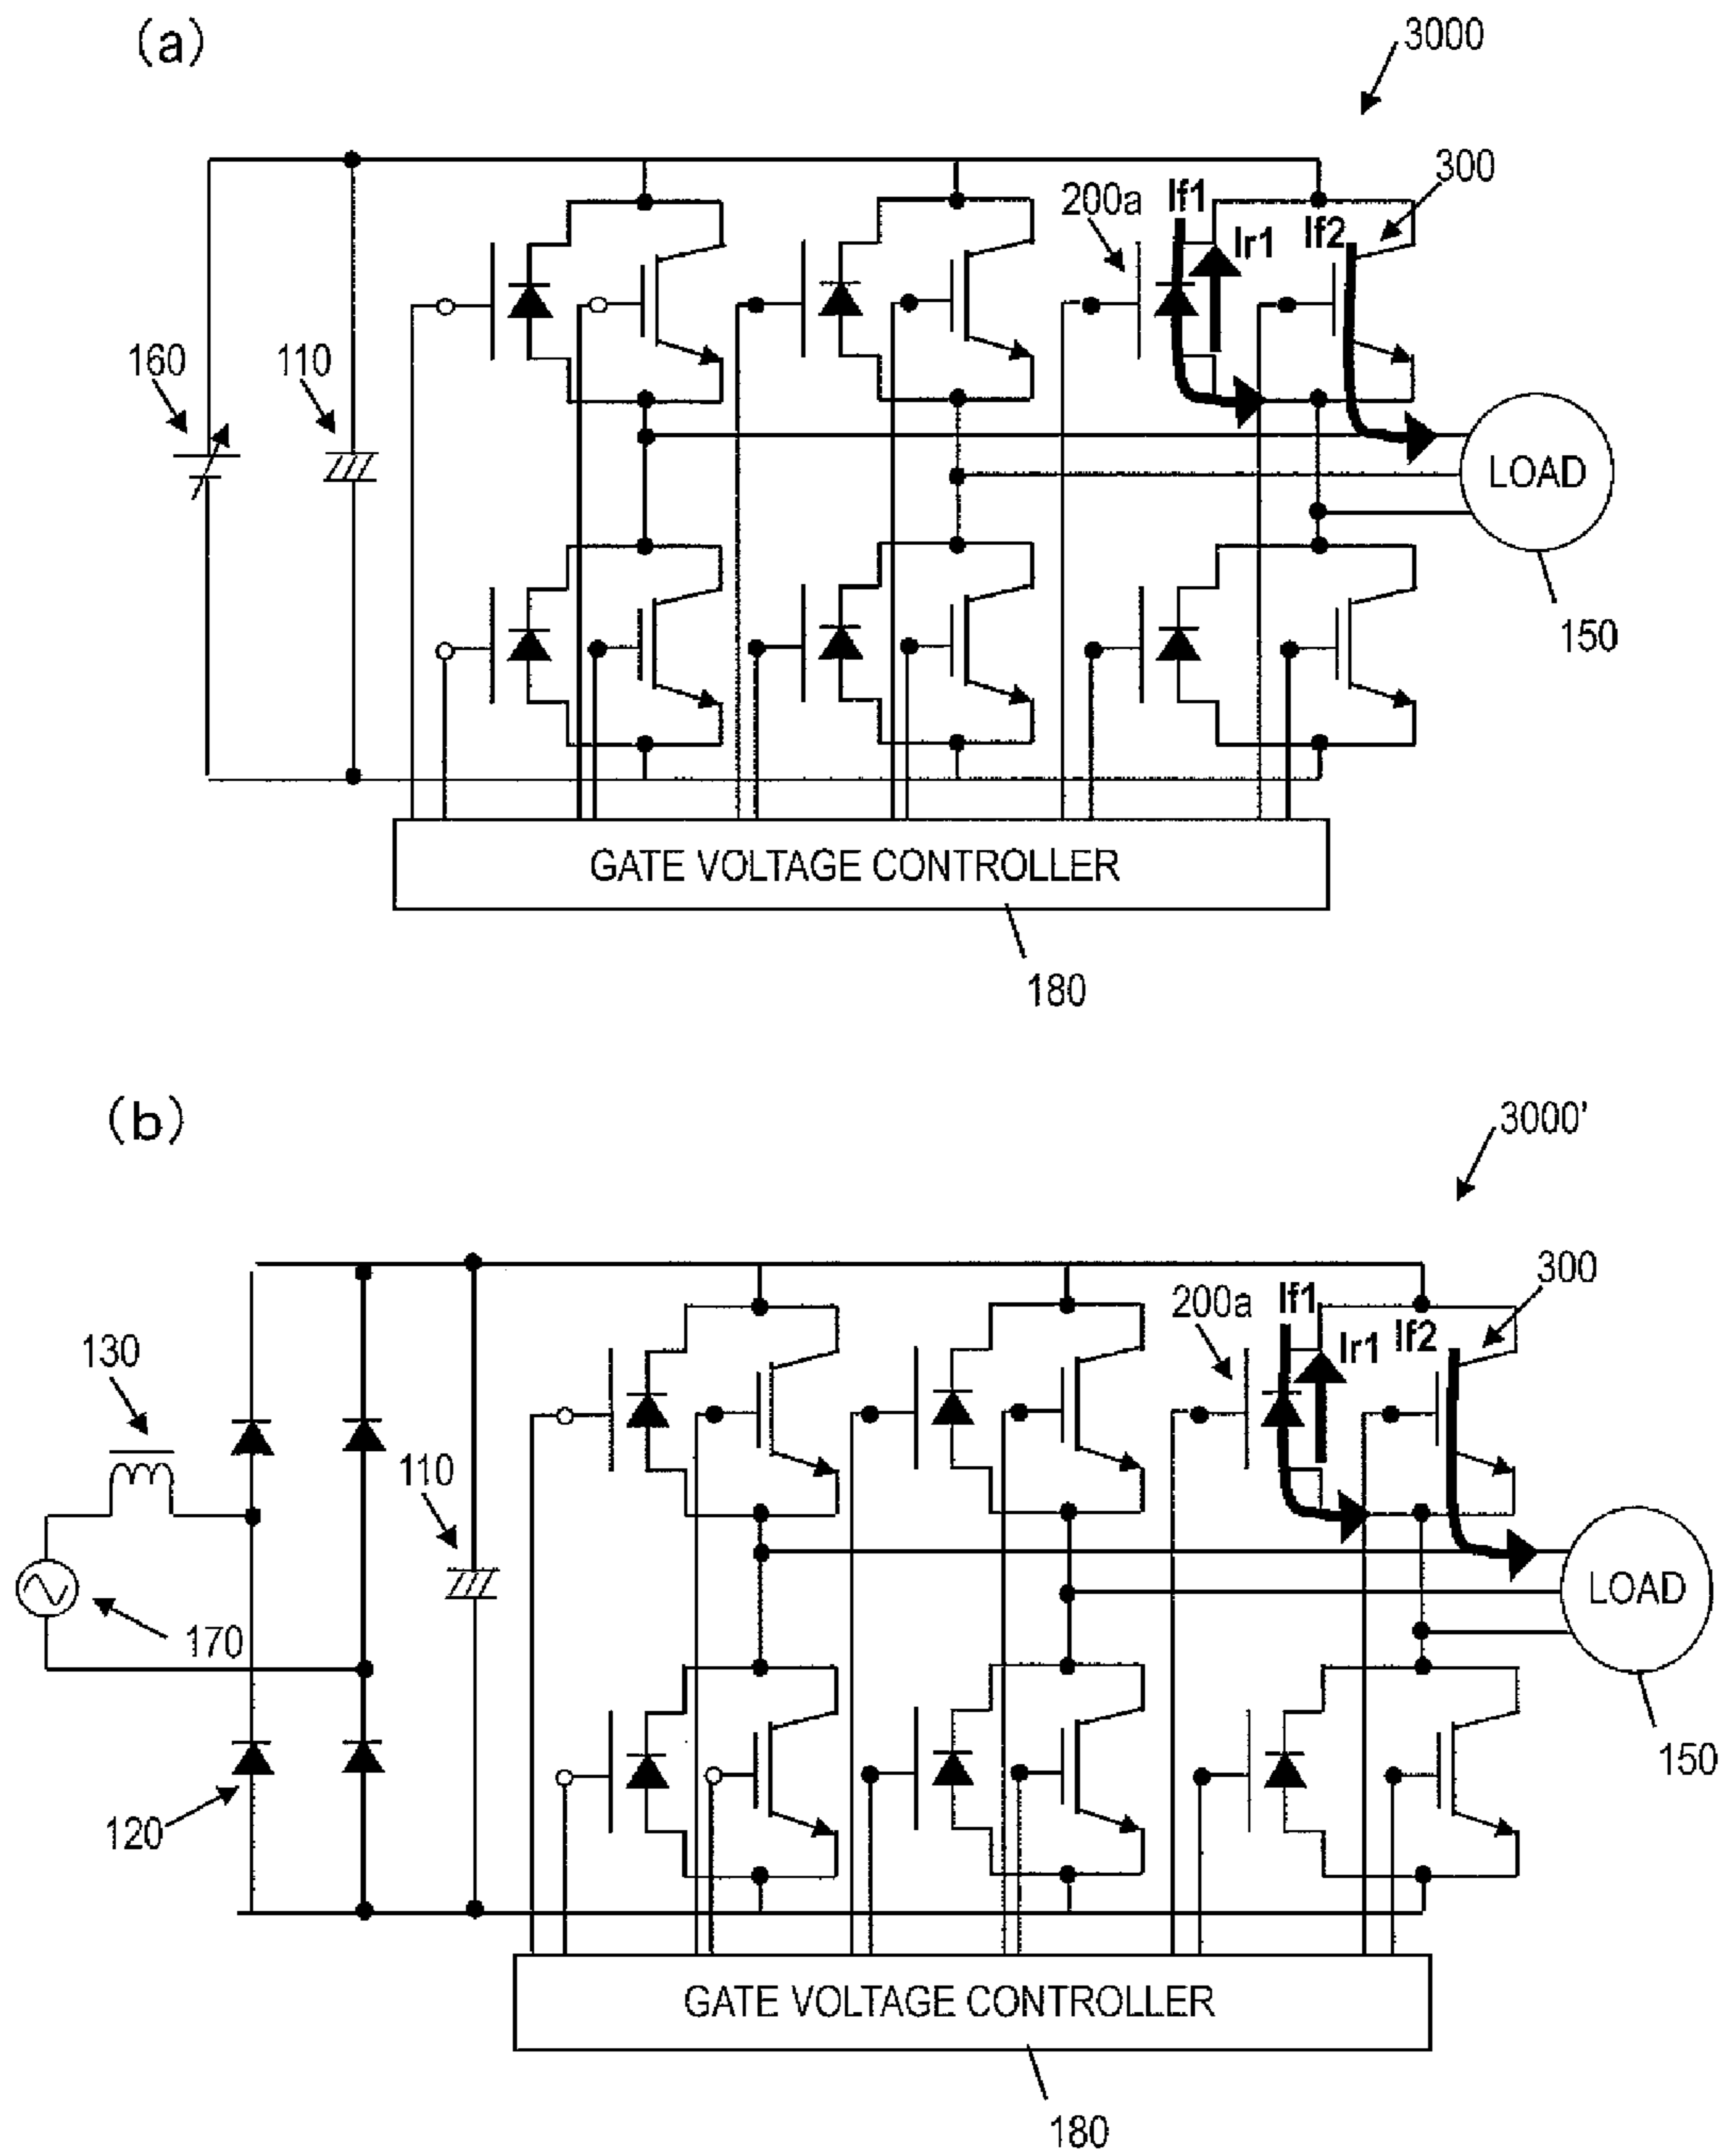 (a)
3000
300
200a
If1
Ir1
If2
160
110
LOAD
150
GATE VOLTAGE CONTROLLER
180
(b)
3000'
300
200a
If1
Ir1
If2
130
110
170
LOAD
150
120
GATE VOLTAGE CONTROLLER
180